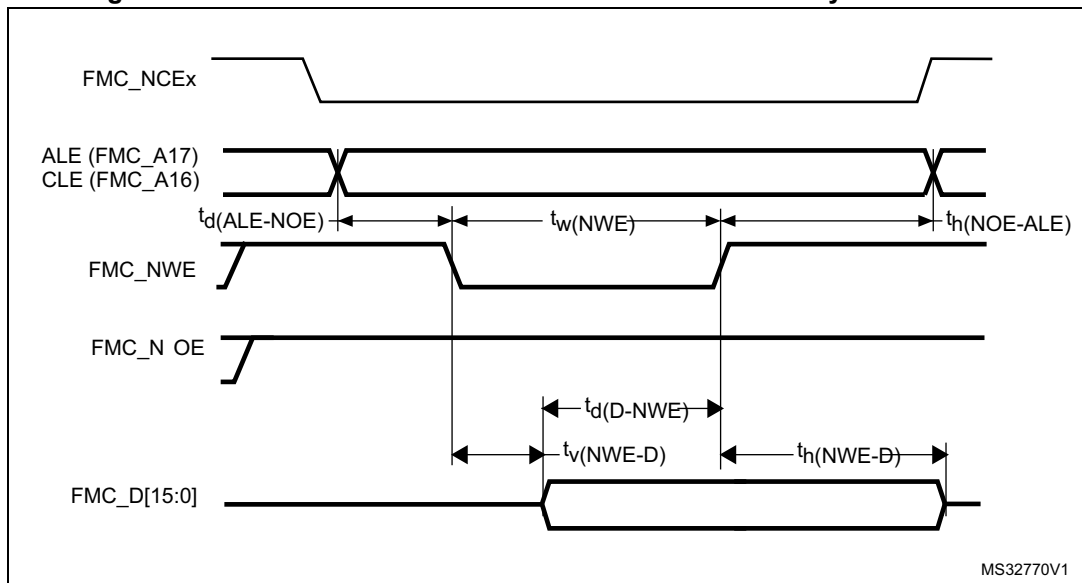 FMC_NCEx
ALE (FMC_A17)
CLE (FMC_A16)
td(ALE-NOE) tw(NWE) th(NOE-ALE)
FMC_NWE
FMC_N OE
td(D-NWE)
tv(NWE-D) th(NWE-D)
FMC_D[15:0]
MS32770V1